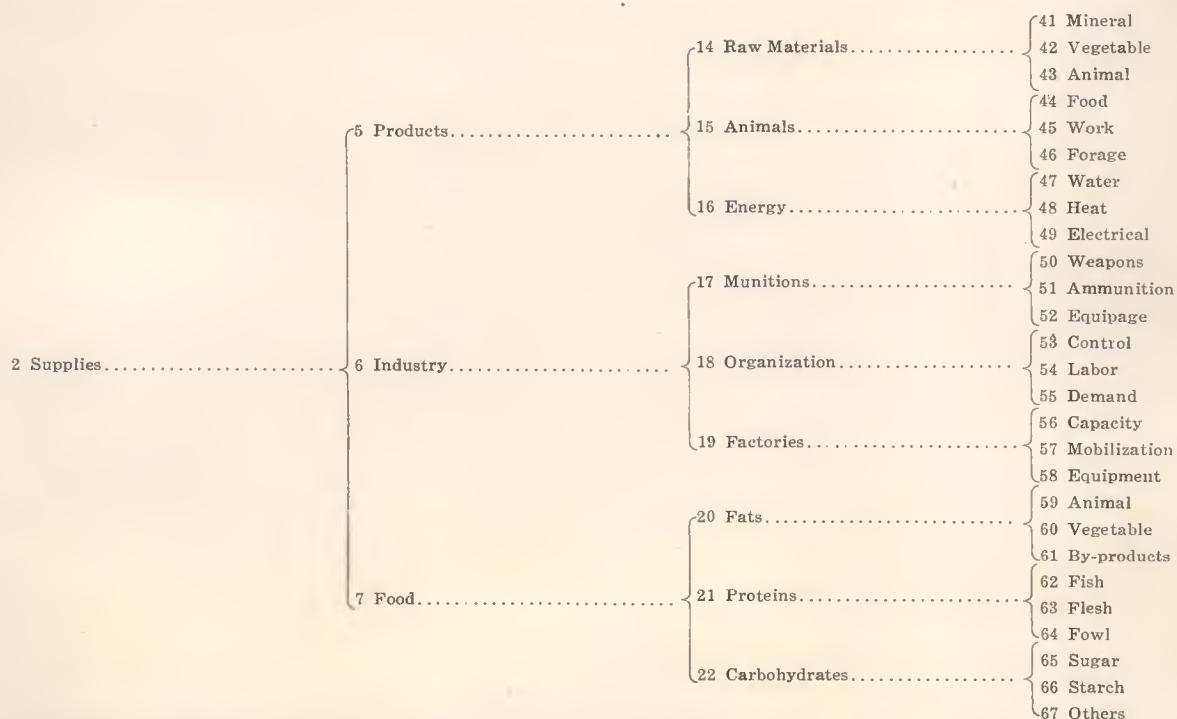 2 Supplies
5 Products
6 Industry
7 Food
14 Raw Materials
15 Animals
16 Energy
17 Munitions
18 Organization
19 Factories
20 Fats
21 Proteins
22 Carbohydrates
41 Mineral
42 Vegetable
43 Animal
44 Food
45 Work
46 Forage
47 Water
48 Heat
49 Electrical
50 Weapons
51 Ammunition
52 Equipage
53 Control
54 Labor
55 Demand
56 Capacity
57 Mobilization
58 Equipment
59 Animal
60 Vegetable
61 By-products
62 Fish
63 Flesh
64 Fowl
65 Sugar
66 Starch
67 Others